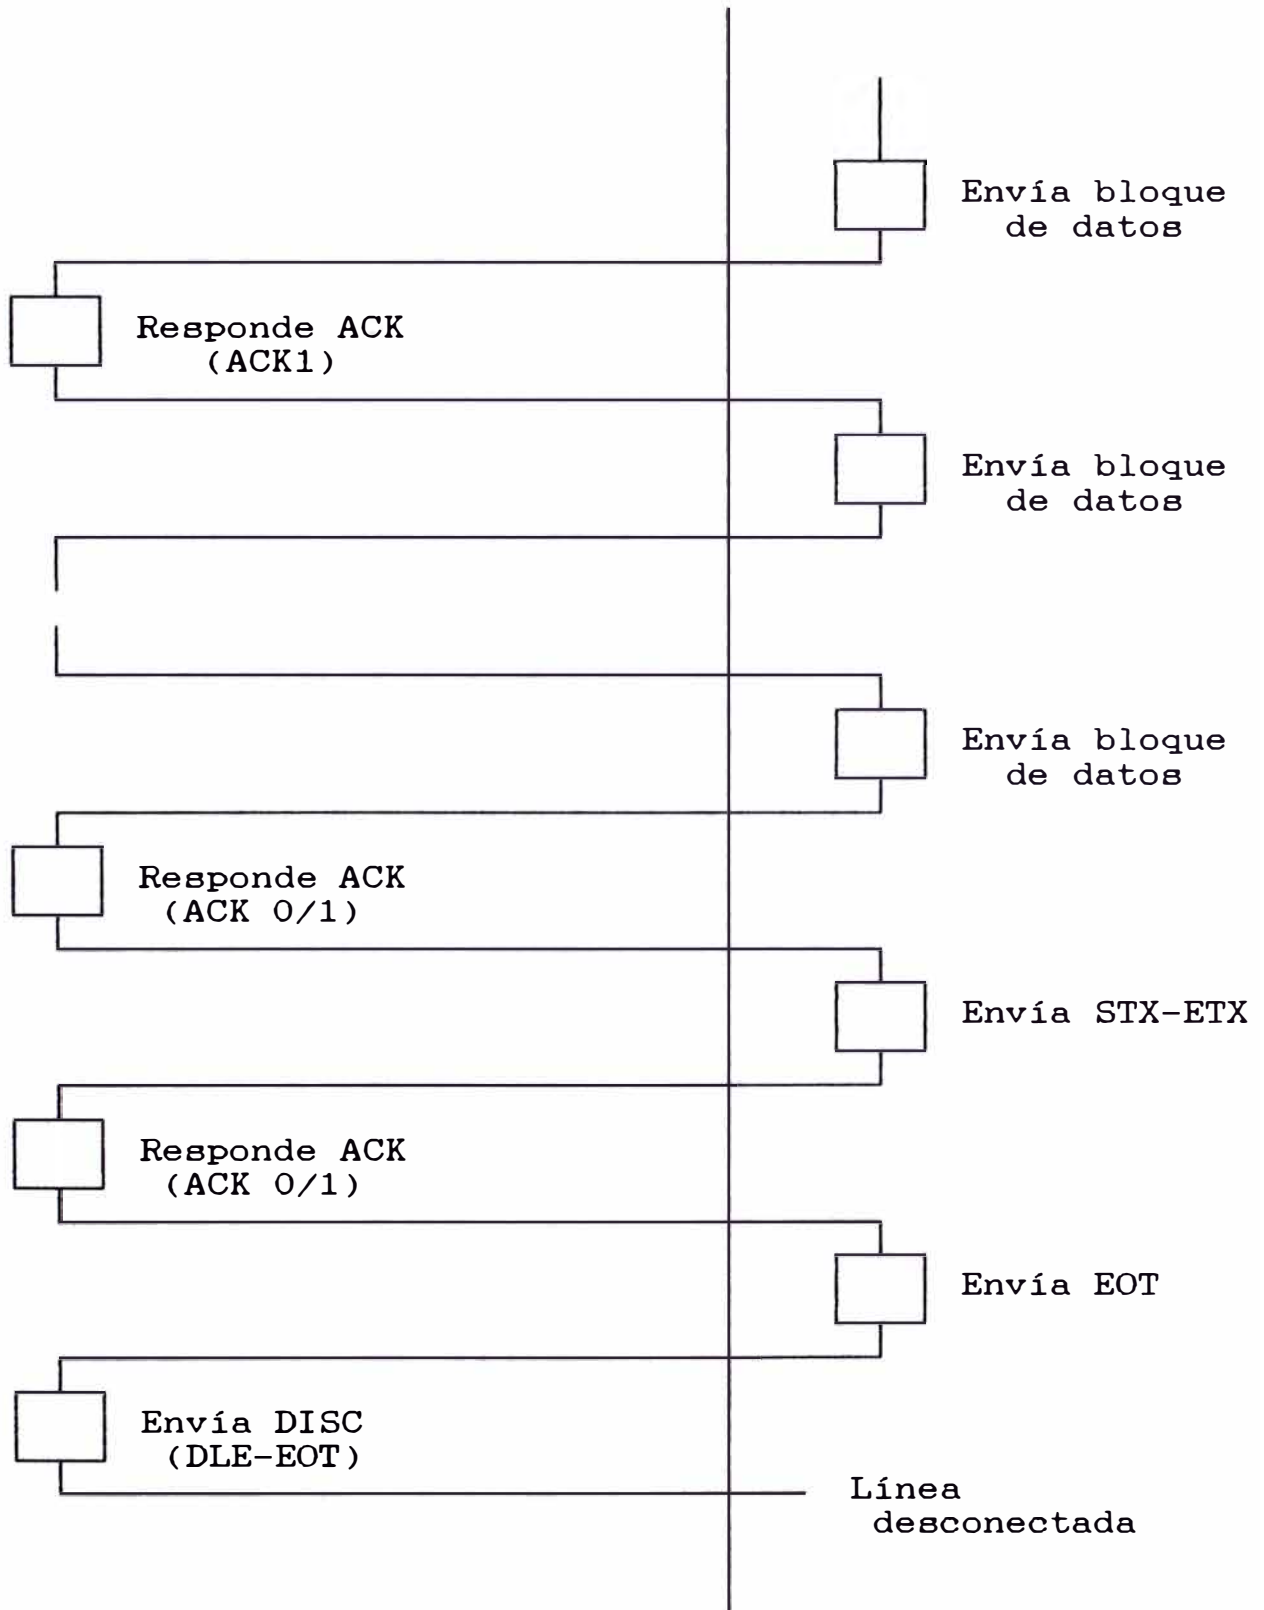 Envía bloque
de datos
Responde ACK
(ACK1)
Envía bloque
de datos
Envía bloque
de datos
Responde ACK
(ACK 0/1)
Envía STX-ETX
Responde ACK
(ACK 0/1)
Envía EOT
Envía DISC
(DLE-EOT)
Línea
desconectada